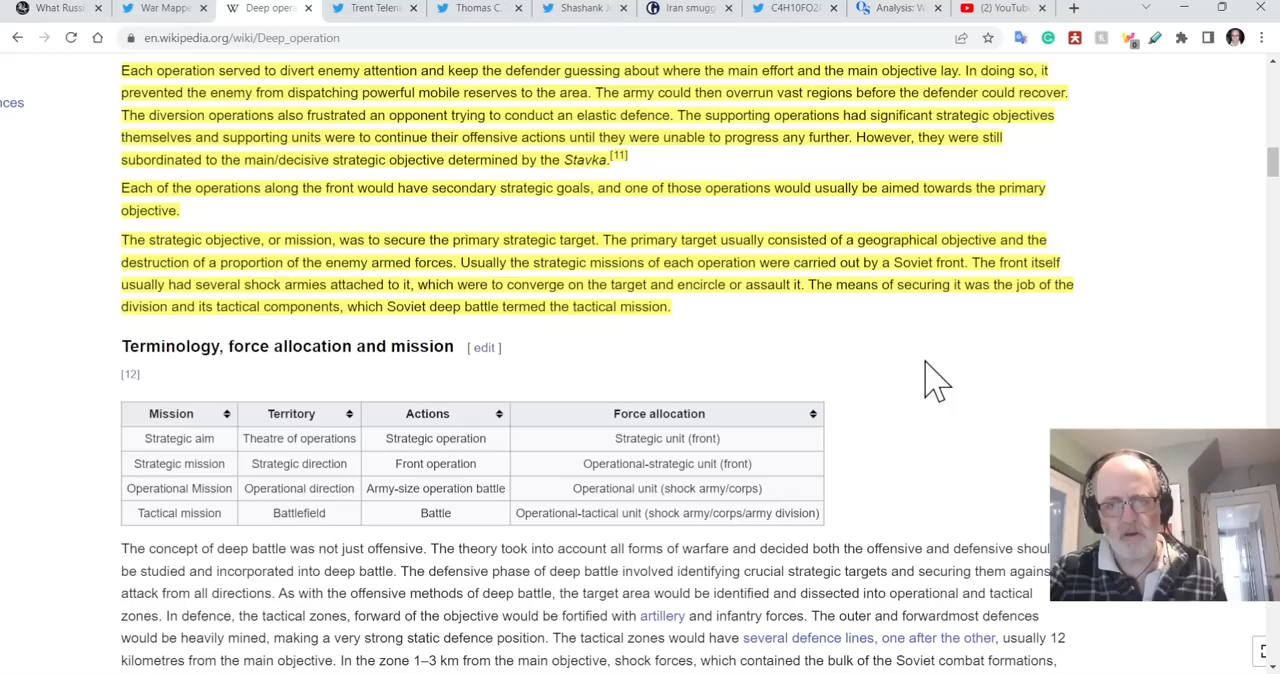 What Russi
War Mappe
Deep opera
Trent Telen
Thomas C.
Shashank J
Iran smugg
C4H10FO2P
Analysis: W
(2) YouTube
en.wikipedia.org/wiki/Deep_operation
Each operation served to divert enemy attention and keep the defender guessing about where the main effort and the main objective lay. In doing so, it
prevented the enemy from dispatching powerful mobile reserves to the area. The army could then overrun vast regions before the defender could recover.
The diversion operations also frustrated an opponent trying to conduct an elastic defence. The supporting operations had significant strategic objectives
themselves and supporting units were to continue their offensive actions until they were unable to progress any further. However, they were still
subordinated to the main/decisive strategic objective determined by the Stavka.[11]
nces
Each of the operations along the front would have secondary strategic goals, and one of those operations would usually be aimed towards the primary
objective.
The strategic objective, or mission, was to secure the primary strategic target. The primary target usually consisted of a geographical objective and the
destruction of a proportion of the enemy armed forces. Usually the strategic missions of each operation were carried out by a Soviet front. The front itself
usually had several shock armies attached to it, which were to converge on the target and encircle or assault it. The means of securing it was the job of the
division and its tactical components, which Soviet deep battle termed the tactical mission.
Terminology, force allocation and mission [ edit ]
[12]
Mission Territory Actions Force allocation
Strategic aim Theatre of operations Strategic operation Strategic unit (front)
Strategic mission Strategic direction Front operation Operational-strategic unit (front)
Operational Mission Operational direction Army-size operation battle Operational unit (shock army/corps)
Tactical mission Battlefield Battle Operational-tactical unit (shock army/corps/army division)
The concept of deep battle was not just offensive. The theory took into account all forms of warfare and decided both the offensive and defensive shoul
be studied and incorporated into deep battle. The defensive phase of deep battle involved identifying crucial strategic targets and securing them agains
attack from all directions. As with the offensive methods of deep battle, the target area would be identified and dissected into operational and tactical
zones. In defence, the tactical zones, forward of the objective would be fortified with artillery and infantry forces. The outer and forwardmost defences
would be heavily mined, making a very strong static defence position. The tactical zones would have several defence lines, one after the other, usually 12
kilometres from the main objective. In the zone 1–3 km from the main objective, shock forces, which contained the bulk of the Soviet combat formations,